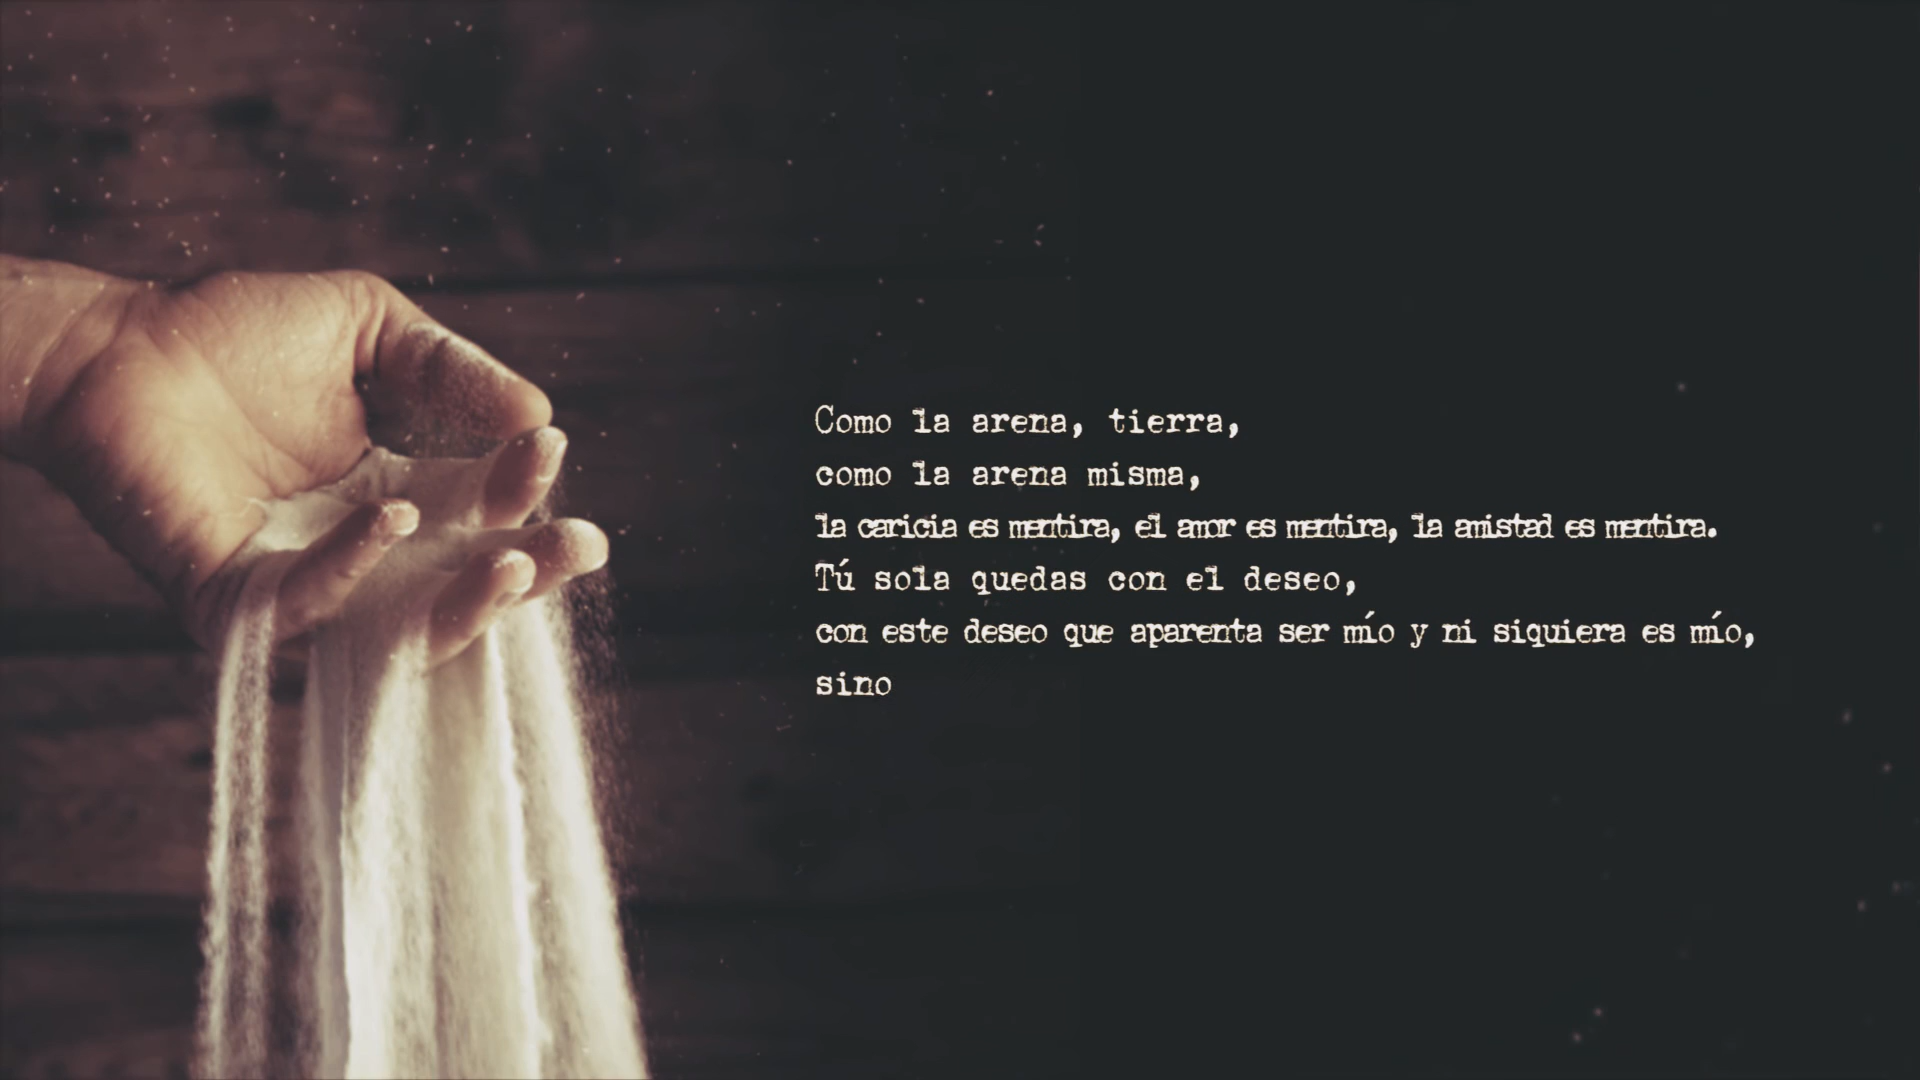 Como la arena, tierra,
como la arena misma,
la caricia es mentira, el amor es mentira, la amistad es mentira.
Tú sola quedas con el deseo,
con este deseo que aparenta ser mío y ni siquiera es mío,
sino